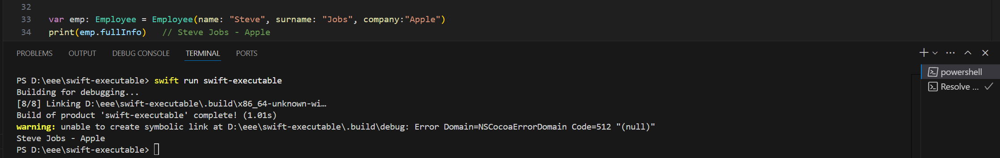 32
33 var emp: Employee = Employee(name: "Steve", surname: "Jobs", company:"Apple")
34 print(emp.fullInfo)   // Steve Jobs - Apple
PROBLEMS OUTPUT DEBUG CONSOLE TERMINAL PORTS
PS D:\eee\swift-executable> swift run swift-executable
Building for debugging...
[8/8] Linking D:\eee\swift-executable\.build\x86_64-unknown-wi…
Build of product 'swift-executable' complete! (1.01s)
warning: unable to create symbolic link at D:\eee\swift-executable\.build\debug: Error Domain=NSCocoaErrorDomain Code=512 "(null)"
Steve Jobs - Apple
PS D:\eee\swift-executable>
powershell
Resolve ...